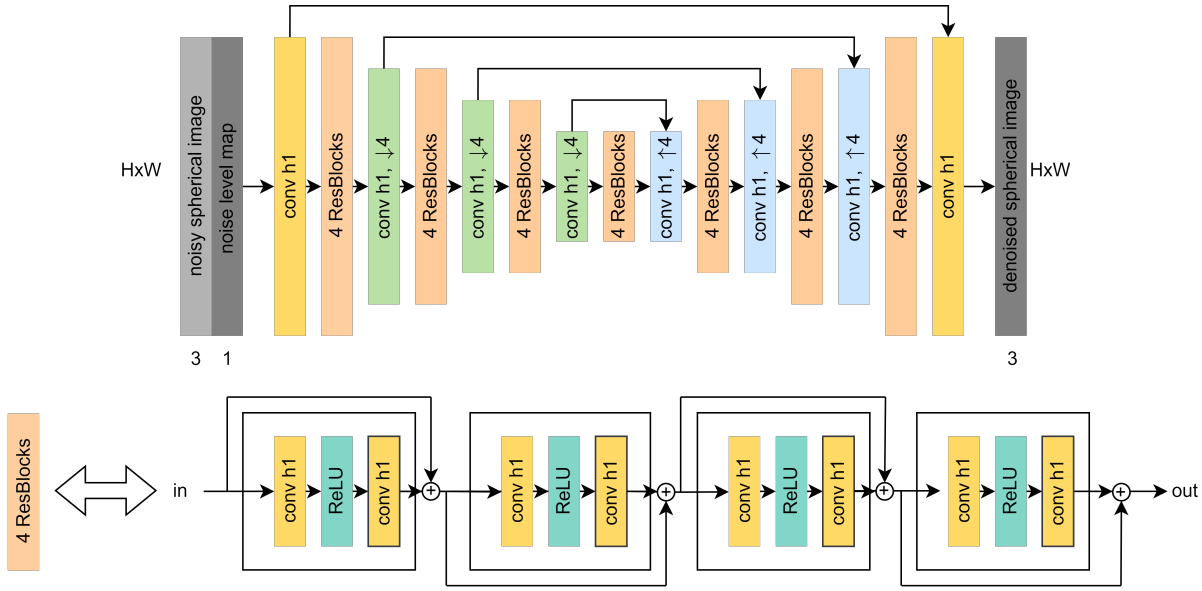 HxW
noisy spherical image
noise level map
conv h1
4 ResBlocks
conv h1, ↓4
4 ResBlocks
conv h1, ↓4
4 ResBlocks
conv h1, ↓4
4 ResBlocks
conv h1, ↑4
4 ResBlocks
conv h1, ↑4
4 ResBlocks
conv h1, ↑4
4 ResBlocks
conv h1
denoised spherical image
HxW
3
1
3
4 ResBlocks
in
conv h1
ReLU
conv h1
+
conv h1
ReLU
conv h1
+
conv h1
ReLU
conv h1
+
conv h1
ReLU
conv h1
+
out